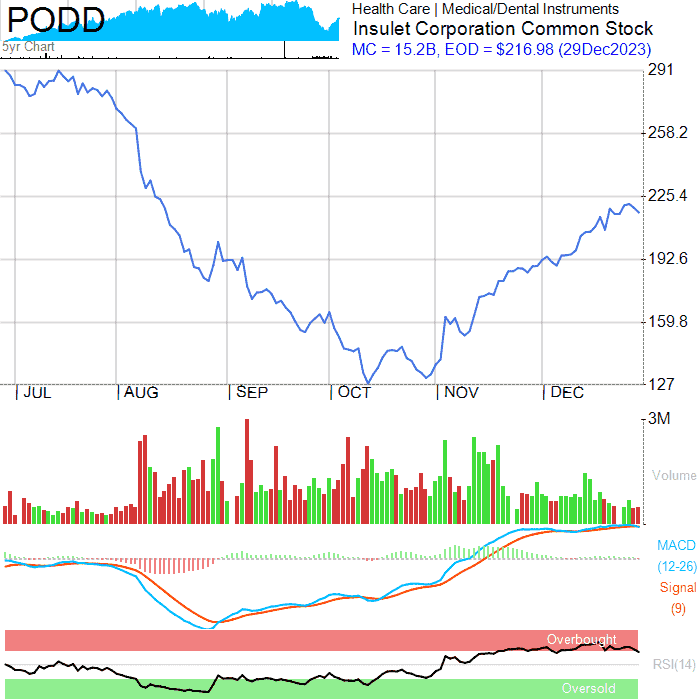 PODD
5yr Chart
Health Care | Medical/Dental Instruments
Insulet Corporation Common Stock
MC = 15.2B, EOD = $216.98 (29Dec2023)
291
258.2
225.4
192.6
159.8
127
JUL AUG SEP OCT NOV DEC
3M
Volume
MACD
(12-26)
Signal
(9)
Overbought
RSI(14)
Oversold